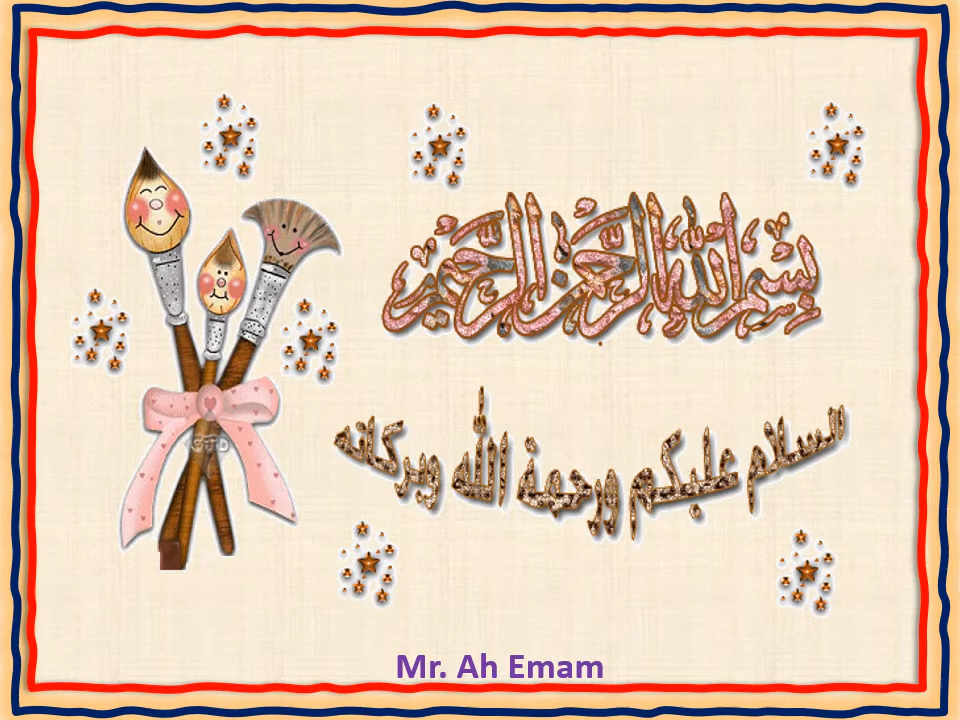 بسم الله الرحمن الرحيم
السلام عليكم ورحمة الله وبركاته
Mr. Ah Emam